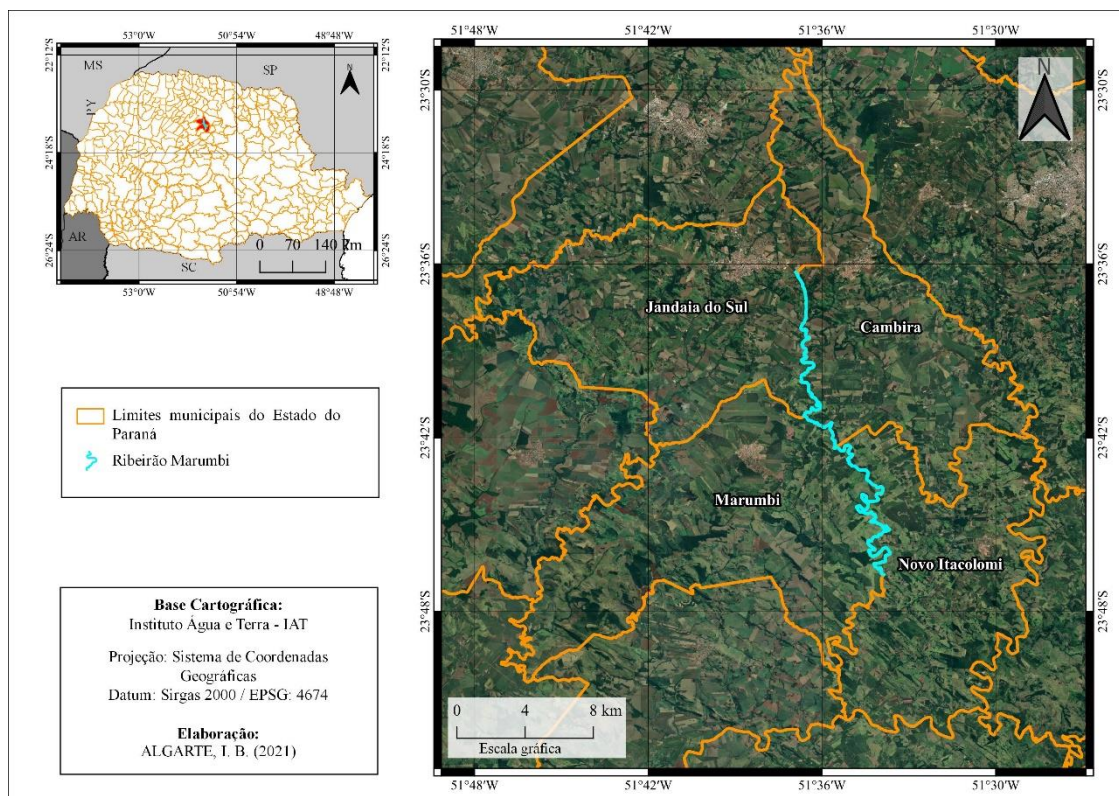 53°0'W
50°54'W
48°48'W
22°12'S
22°12'S
MS
SP
N
PY
24°18'S
24°18'S
AR
SC
0 70 140 km
26°24'S
26°24'S
53°0'W
50°54'W
48°48'W
Limites municipais do Estado do
Paraná
Ribeirão Marumbi
Base Cartográfica:
Instituto Água e Terra - IAT
Projeção: Sistema de Coordenadas
Geográficas
Datum: Sirgas 2000 / EPSG: 4674
Elaboração:
ALGARTE, I. B. (2021)
51°48'W
51°42'W
51°36'W
51°30'W
23°30'S
23°30'S
N
23°36'S
23°36'S
Jandaia do Sul
Cambira
23°42'S
23°42'S
Marumbi
Novo Itacolomi
23°48'S
23°48'S
0 4 8 km
Escala gráfica
51°48'W
51°42'W
51°36'W
51°30'W